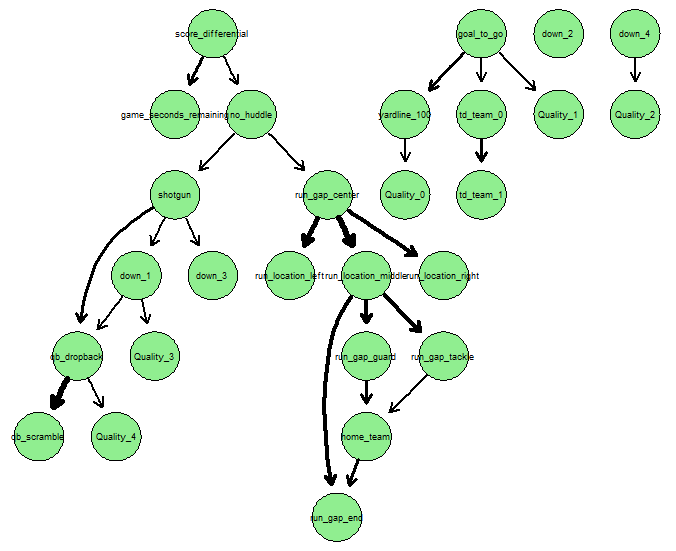 score_differential
goal_to_go
down_2
down_4
game_seconds_remaining
no_huddle
yardline_100
td_team_0
Quality_1
Quality_2
shotgun
run_gap_center
Quality_0
td_team_1
down_1
down_3
run_location_left
run_location_middle
run_location_right
qb_dropback
Quality_3
run_gap_guard
run_gap_tackle
qb_scramble
Quality_4
home_team
run_gap_end